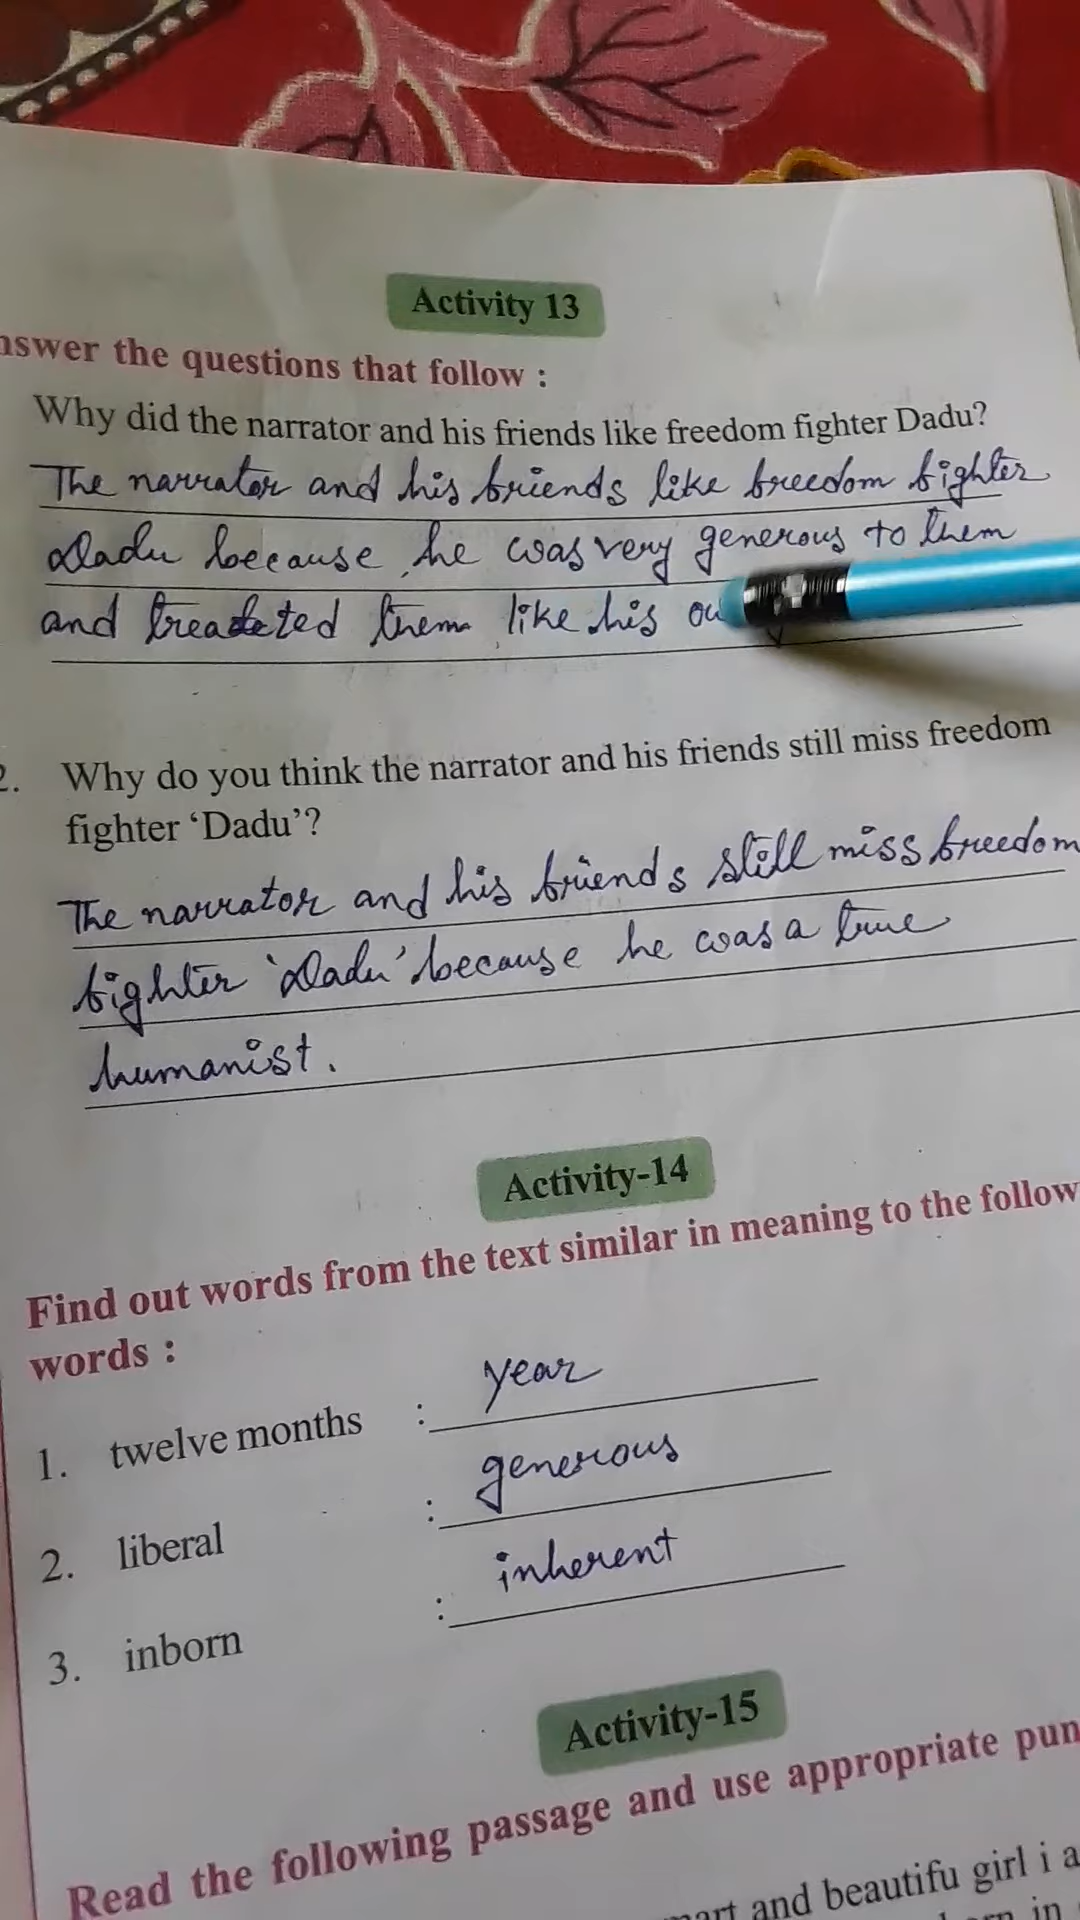 Activity 13
nswer the questions that follow :
Why did the narrator and his friends like freedom fighter Dadu?
The narrator and his friends like freedom fighter
Dadu because he was very generous to them
and treated them like his
2. Why do you think the narrator and his friends still miss freedom
fighter ‘Dadu’?
The narrator and his friends still miss freedom
fighter 'Dadu' because he was a true
humanist.
Activity-14
Find out words from the text similar in meaning to the follow
words :
1. twelve months : year
2. liberal : generous
3. inborn : inherent
Activity-15
Read the following passage and use appropriate pun
and beautifu girl i a
in